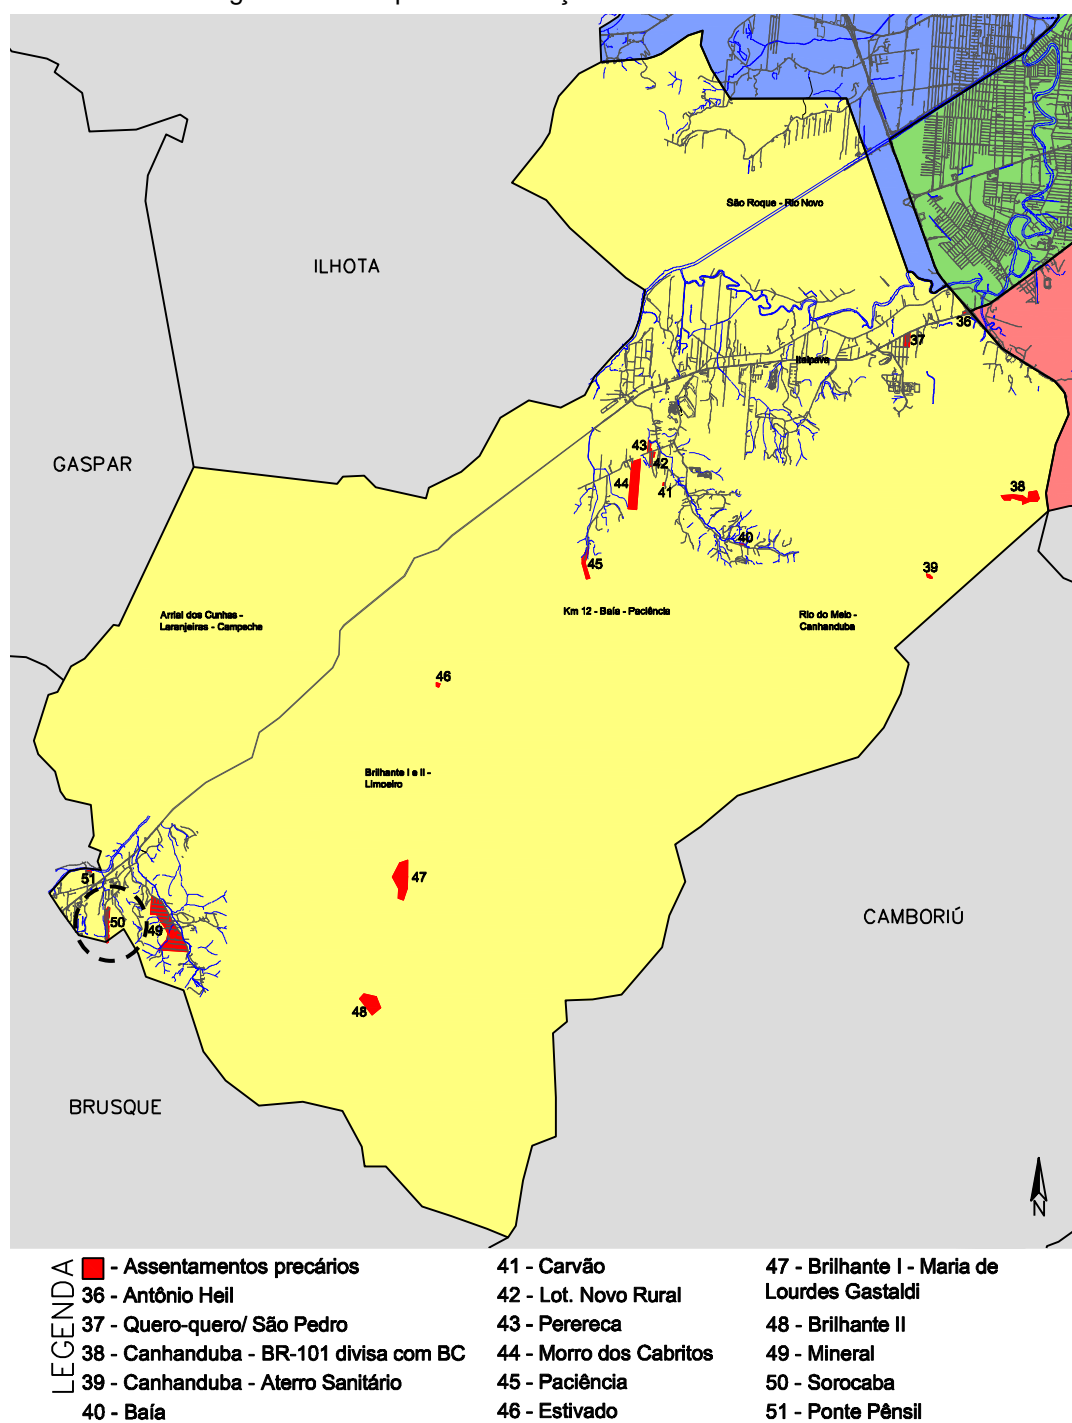 São Roque - Rio Novo
ILHOTA
36
37
Itaipava
43
42
GASPAR
44
41
38
40
45
39
Arrial dos Cunhas -
Laranjeiras - Campeche
Km 12 - Baía - Paciência
Rio do Meio -
Canhanduba
46
Brilhante I e II -
Limoeiro
51
47
50
49
CAMBORIÚ
48
BRUSQUE
N
LEGENDA
- Assentamentos precários
36 - Antônio Heil
37 - Quero-quero/ São Pedro
38 - Canhanduba - BR-101 divisa com BC
39 - Canhanduba - Aterro Sanitário
40 - Baía
41 - Carvão
42 - Lot. Novo Rural
43 - Perereca
44 - Morro dos Cabritos
45 - Paciência
46 - Estivado
47 - Brilhante I - Maria de
Lourdes Gastaldi
48 - Brilhante II
49 - Mineral
50 - Sorocaba
51 - Ponte Pênsil